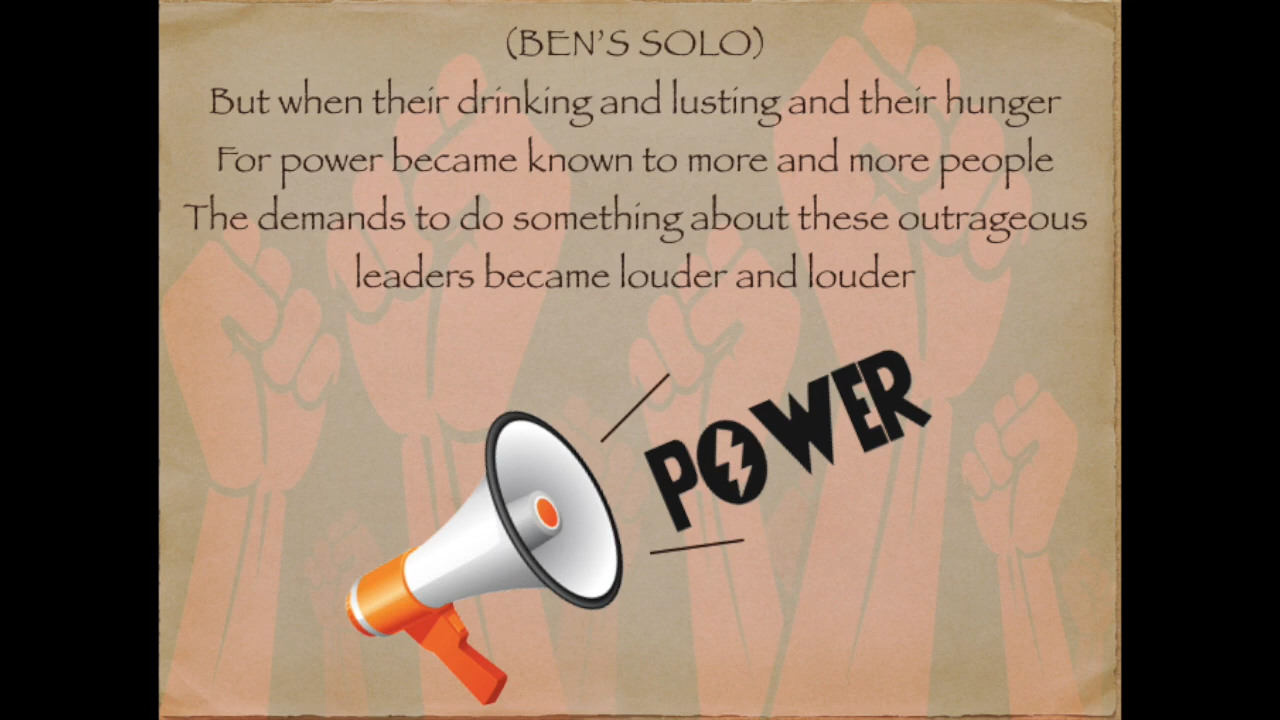 (BEN'S SOLO)
But when their drinking and lusting and their hunger
For power became known to more and more people
The demands to do something about these outrageous
leaders became louder and louder
POWER